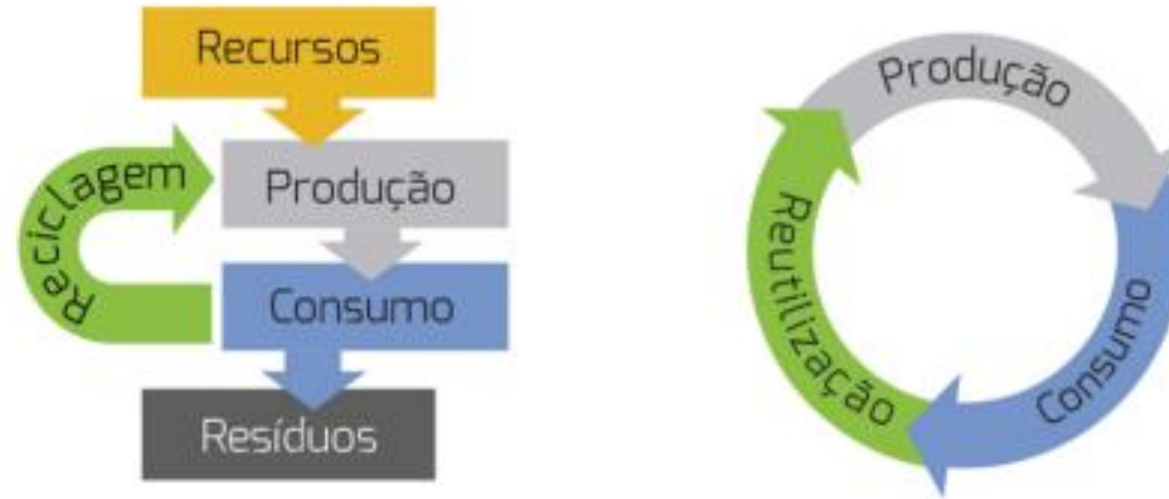 Recursos
Reciclagem
Produção
Consumo
Resíduos
Produção
Consumo
Reutilização